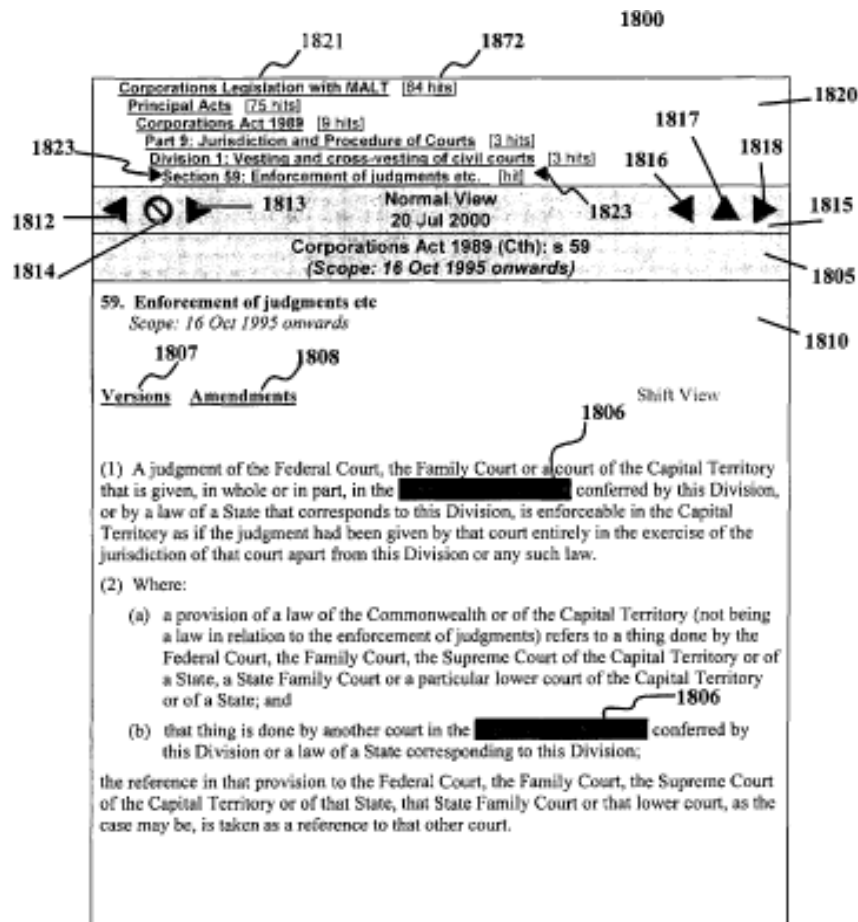 1800
1821
1872
Corporations Legislation with MALT [84 hits]
Principal Acts [75 hits]
1820
Corporations Act 1989 [9 hits]
1817
Part 9: Jurisdiction and Procedure of Courts [3 hits]
1823
Division 1: Vesting and cross-vesting of civil courts [3 hits]
1816
1818
Section 59: Enforcement of judgments etc. [hit]
1812
1813
Normal View
1823
1815
20 Jul 2000
1814
Corporations Act 1989 (Cth): s 59
1805
(Scope: 16 Oct 1995 onwards)
59. Enforcement of judgments etc
Scope: 16 Oct 1995 onwards
1810
1807
1808
Versions Amendments Shift View
1806
(1) A judgment of the Federal Court, the Family Court or a court of the Capital Territory
that is given, in whole or in part, in the conferred by this Division,
or by a law of a State that corresponds to this Division, is enforceable in the Capital
Territory as if the judgment had been given by that court entirely in the exercise of the
jurisdiction of that court apart from this Division or any such law.
(2) Where:
(a) a provision of a law of the Commonwealth or of the Capital Territory (not being
a law in relation to the enforcement of judgments) refers to a thing done by the
Federal Court, the Family Court, the Supreme Court of the Capital Territory or of
a State, a State Family Court or a particular lower court of the Capital Territory
or of a State; and
1806
(b) that thing is done by another court in the conferred by
this Division or a law of a State corresponding to this Division;
the reference in that provision to the Federal Court, the Family Court, the Supreme Court
of the Capital Territory or of that State, that State Family Court or that lower court, as the
case may be, is taken as a reference to that other court.